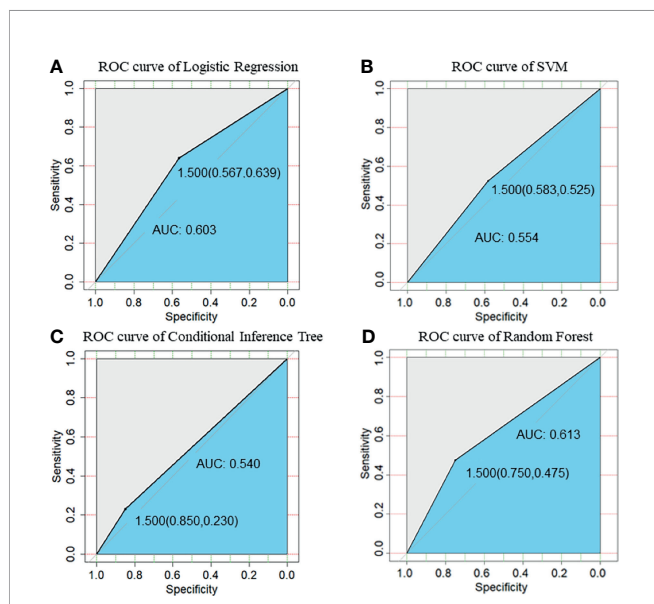 A
ROC curve of Logistic Regression
Sensitivity
0.0 0.2 0.4 0.6 0.8 1.0
1.500(0.567,0.639)
AUC: 0.603
1.0 0.8 0.6 0.4 0.2 0.0
Specificity
B
ROC curve of SVM
Sensitivity
0.0 0.2 0.4 0.6 0.8 1.0
1.500(0.583,0.525)
AUC: 0.554
1.0 0.8 0.6 0.4 0.2 0.0
Specificity
C
ROC curve of Conditional Inference Tree
Sensitivity
0.0 0.2 0.4 0.6 0.8 1.0
AUC: 0.540
1.500(0.850,0.230)
1.0 0.8 0.6 0.4 0.2 0.0
Specificity
D
ROC curve of Random Forest
Sensitivity
0.0 0.2 0.4 0.6 0.8 1.0
AUC: 0.613
1.500(0.750,0.475)
1.0 0.8 0.6 0.4 0.2 0.0
Specificity